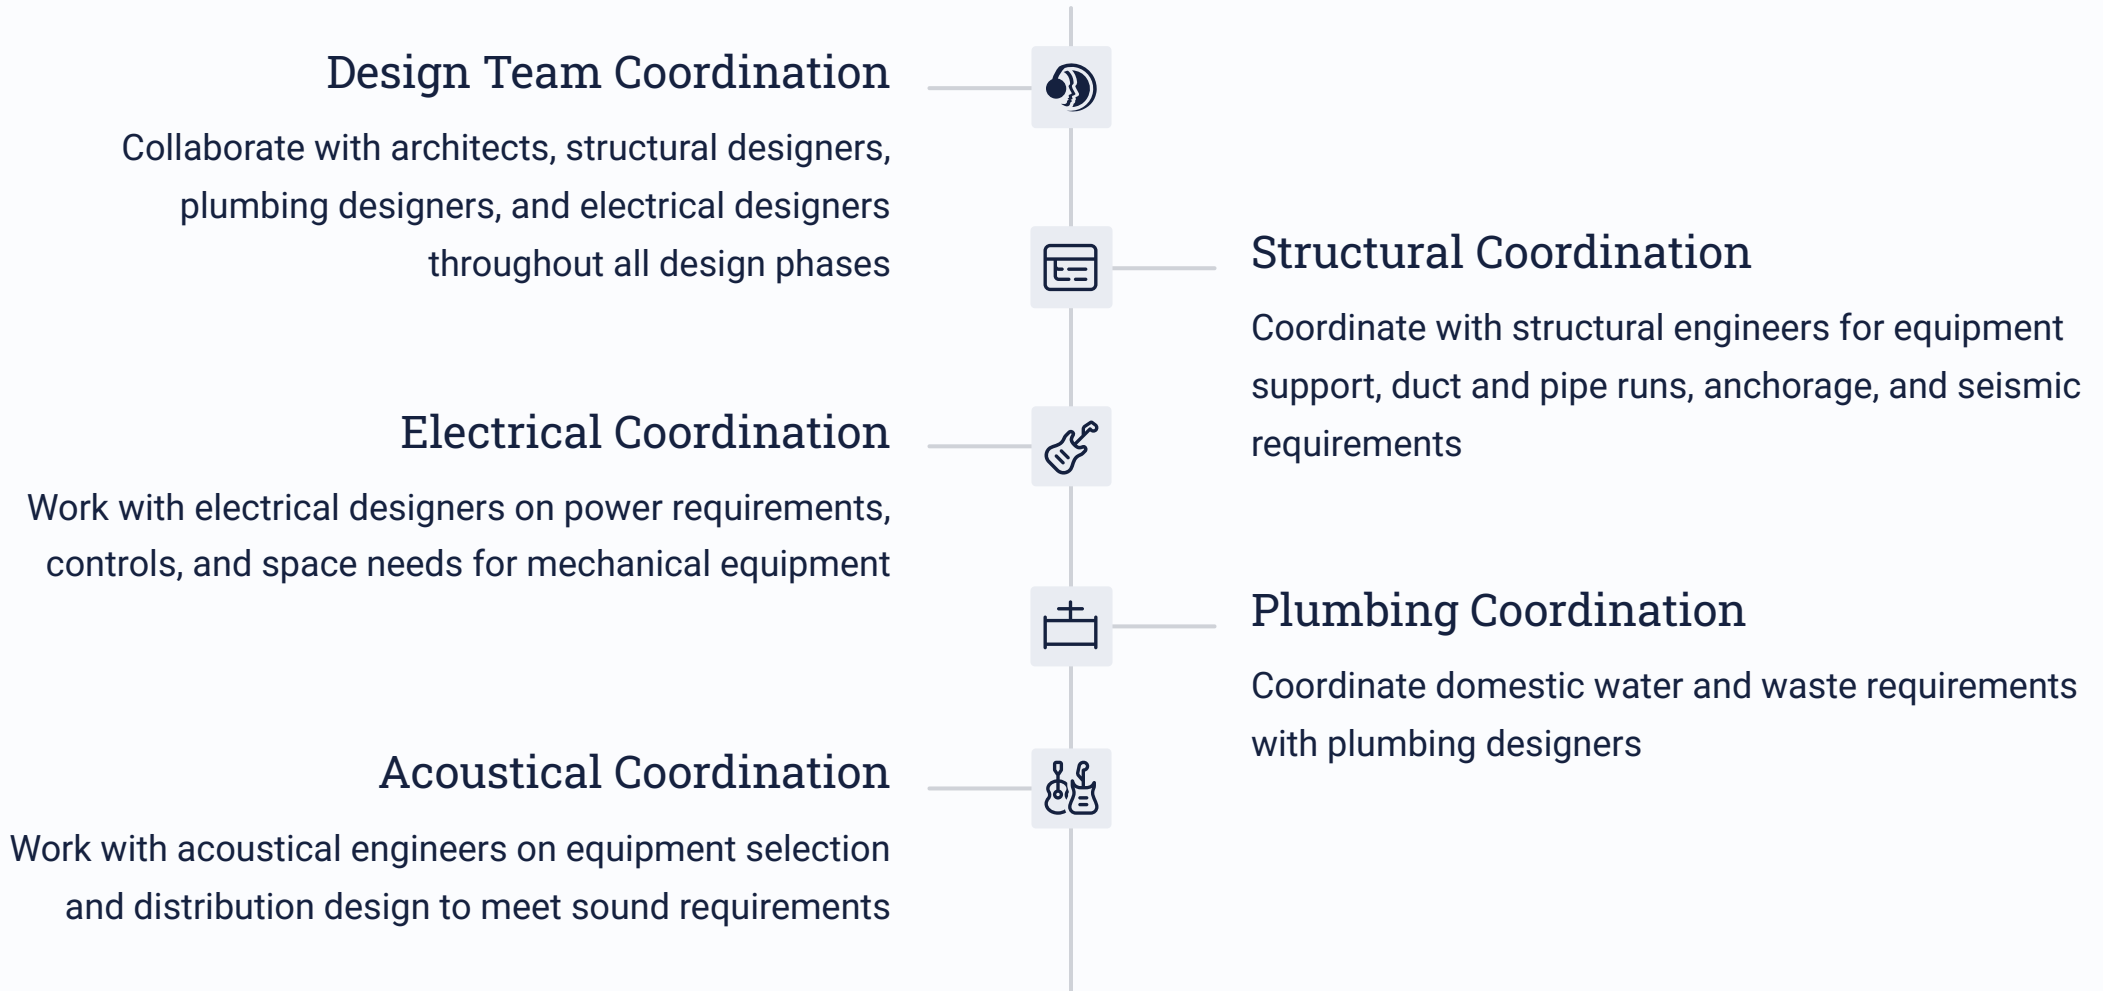 Design Team Coordination
Collaborate with architects, structural designers,
plumbing designers, and electrical designers
throughout all design phases
Structural Coordination
Coordinate with structural engineers for equipment
support, duct and pipe runs, anchorage, and seismic
requirements
Electrical Coordination
Work with electrical designers on power requirements,
controls, and space needs for mechanical equipment
Plumbing Coordination
Coordinate domestic water and waste requirements
with plumbing designers
Acoustical Coordination
Work with acoustical engineers on equipment selection
and distribution design to meet sound requirements